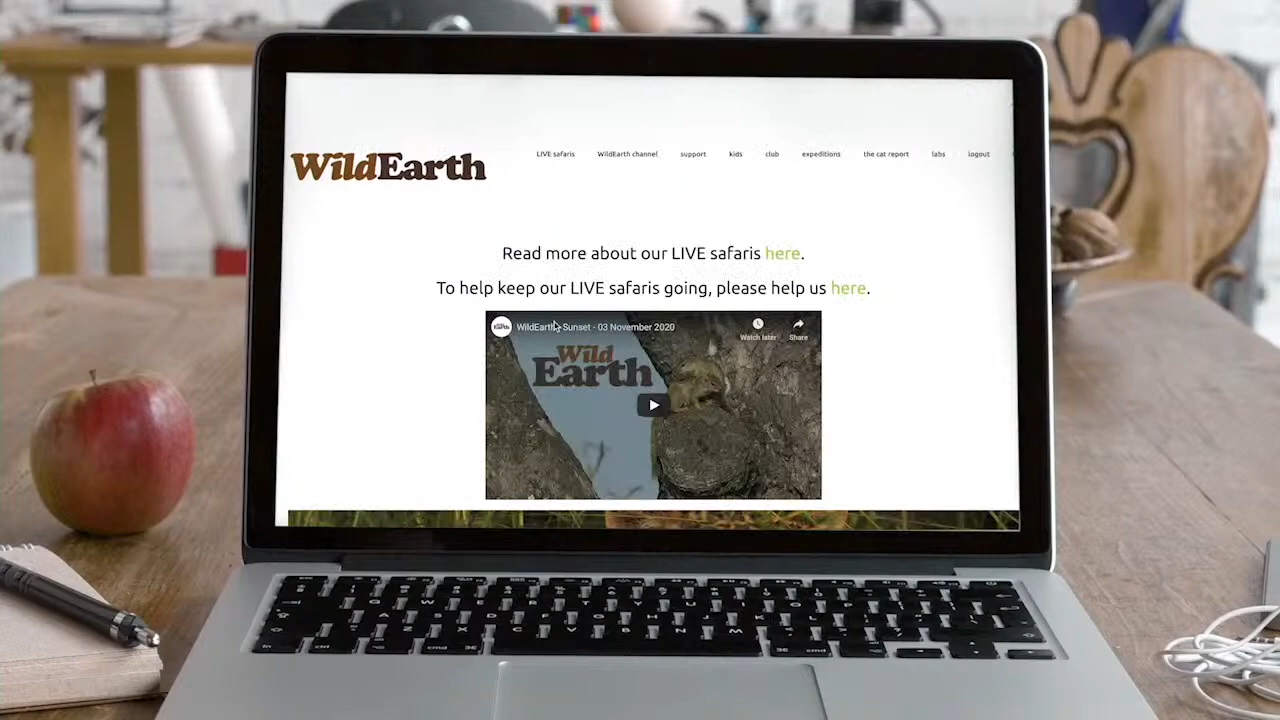 WildEarth
LIVE safaris WildEarth channel support kids club expeditions the cat report labs logout
Read more about our LIVE safaris here.
To help keep our LIVE safaris going, please help us here.
WildEarth - Sunset - 03 November 2020
Watch later Share
Wild
Earth